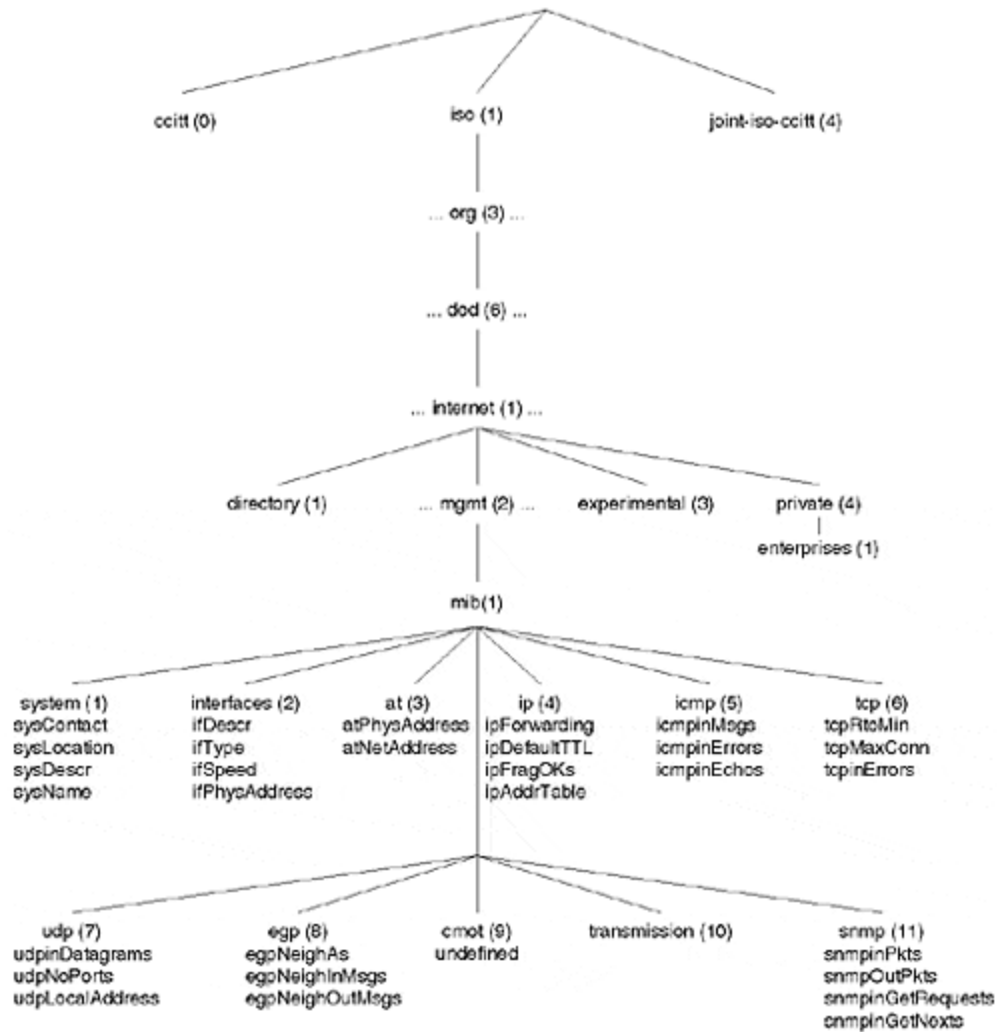 ccitt (0) iso (1) joint-iso-ccitt (4)
... org (3) ...
... dod (6) ...
... internet (1) ...
directory (1) ... mgmt (2) ... experimental (3) private (4)
enterprises (1)
mib(1)
system (1) interfaces (2) at (3) ip (4) icmp (5) tcp (6)
sysContact ifDescr atPhysAddress ipForwarding icmpinMsgs tcpRtoMin
sysLocation ifType atNetAddress ipDefaultTTL icmpinErrors tcpMaxConn
sysDescr ifSpeed ipFragOKs icmpinEchos tcpinErrors
sysName ifPhysAddress ipAddrTable
udp (7) egp (8) cmot (9) transmission (10) snmp (11)
udpinDatagrams egpNeighAs undefined snmpinPkts
udpNoPorts egpNeighInMsgs snmpOutPkts
udpLocalAddress egpNeighOutMsgs snmpinGetRequests
snmpinGetNexts